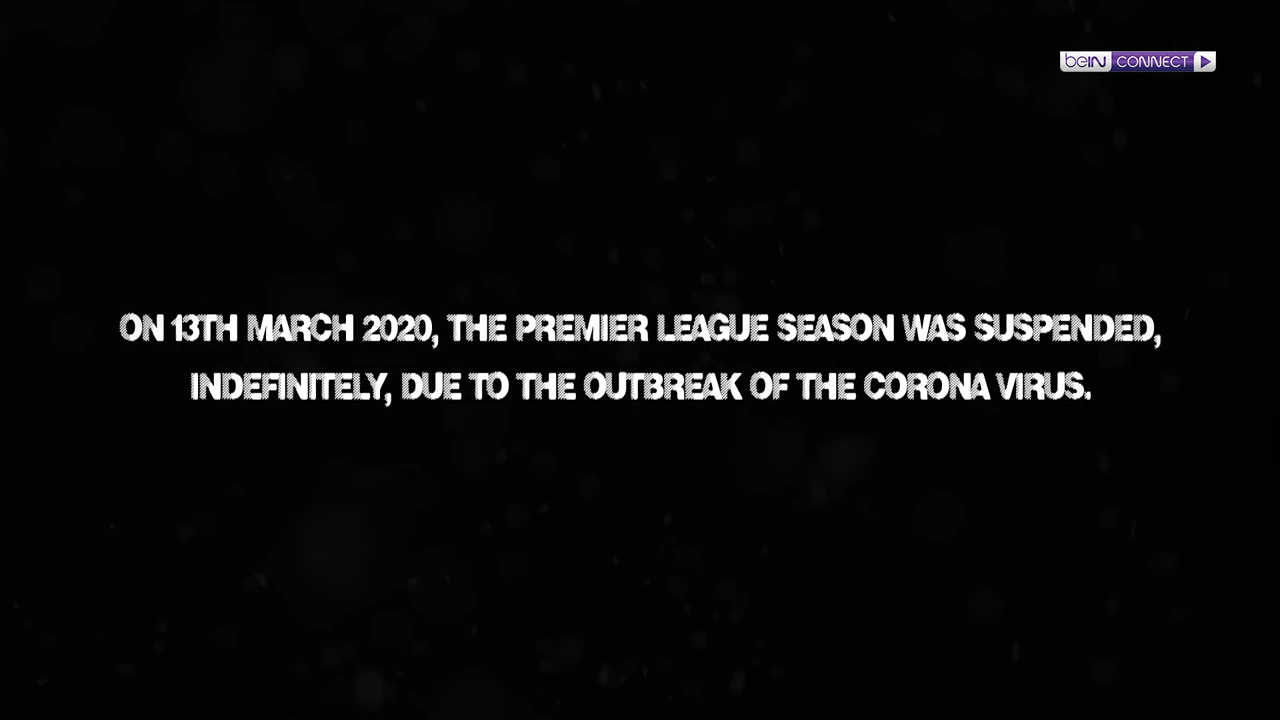 beIN CONNECT
ON 13TH MARCH 2020, THE PREMIER LEAGUE SEASON WAS SUSPENDED,
INDEFINITELY, DUE TO THE OUTBREAK OF THE CORONA VIRUS.